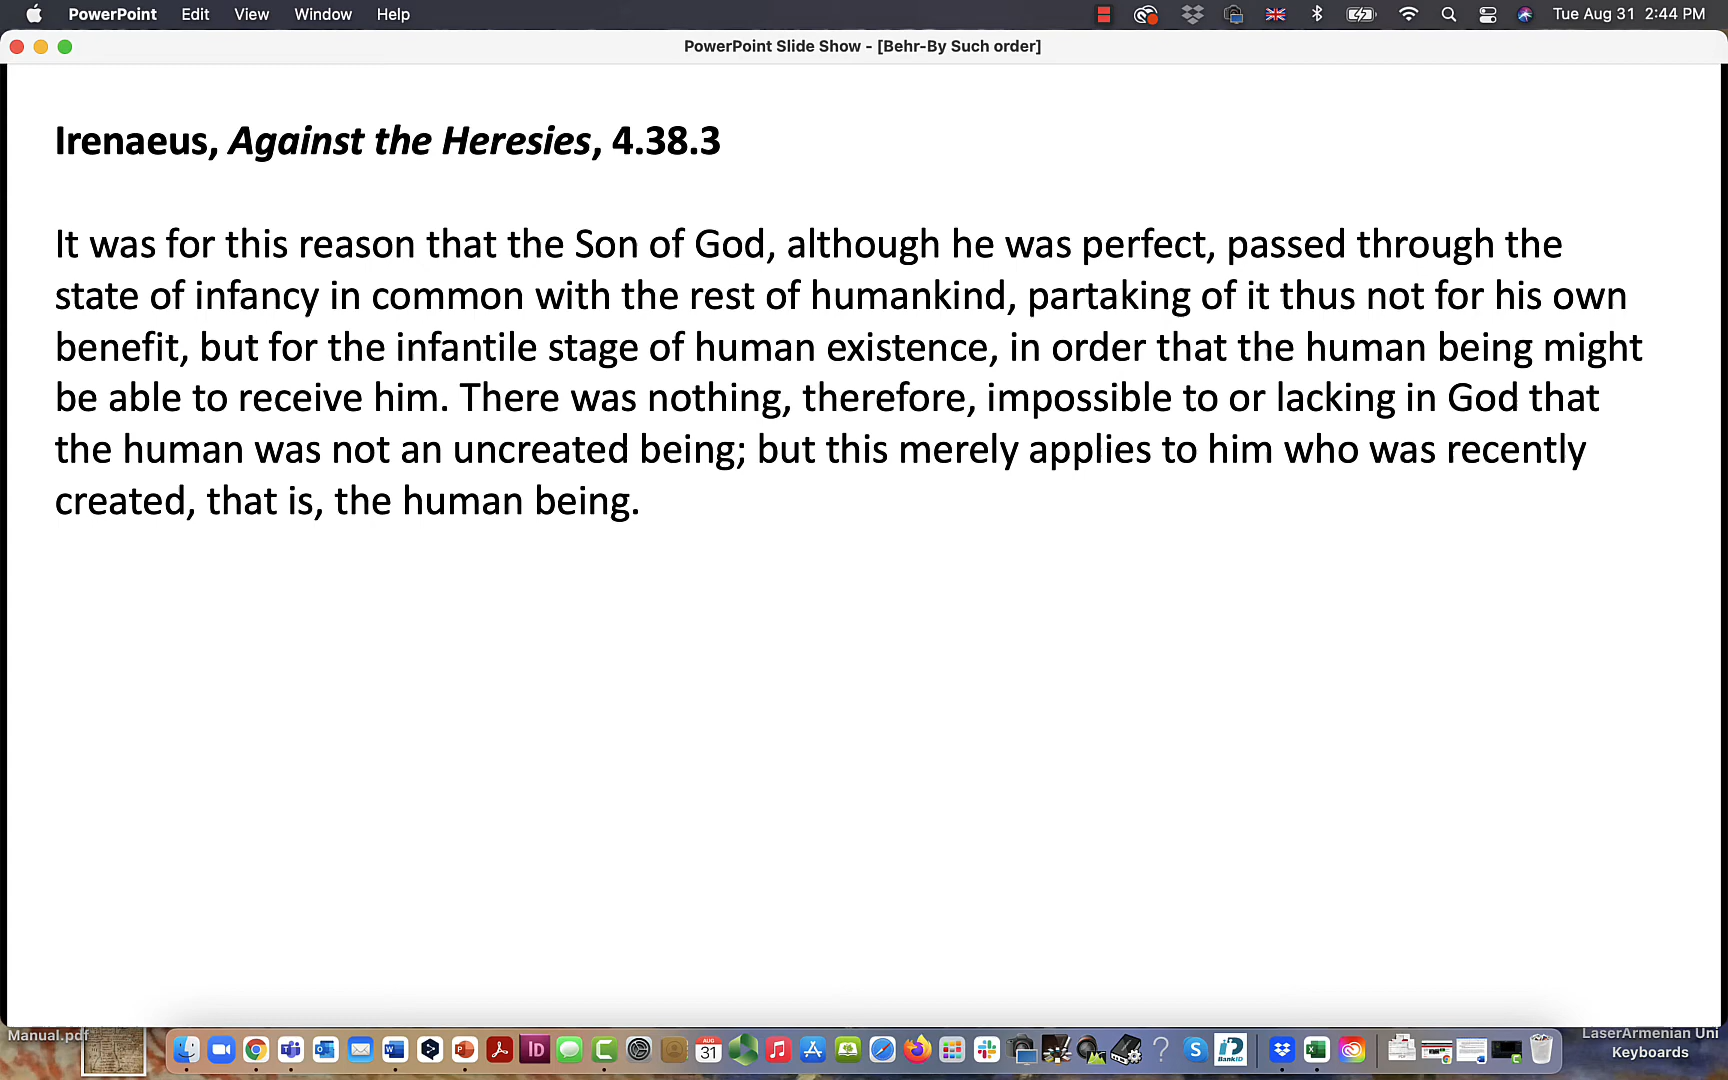 PowerPoint Edit View Window Help Tue Aug 31 2:44 PM
PowerPoint Slide Show - [Behr-By Such order]
Irenaeus, Against the Heresies, 4.38.3
It was for this reason that the Son of God, although he was perfect, passed through the
state of infancy in common with the rest of humankind, partaking of it thus not for his own
benefit, but for the infantile stage of human existence, in order that the human being might
be able to receive him. There was nothing, therefore, impossible to or lacking in God that
the human was not an uncreated being; but this merely applies to him who was recently
created, that is, the human being.
Manual.pdf
LaserArmenian Uni
Keyboards
AUG
31
ID
BankID